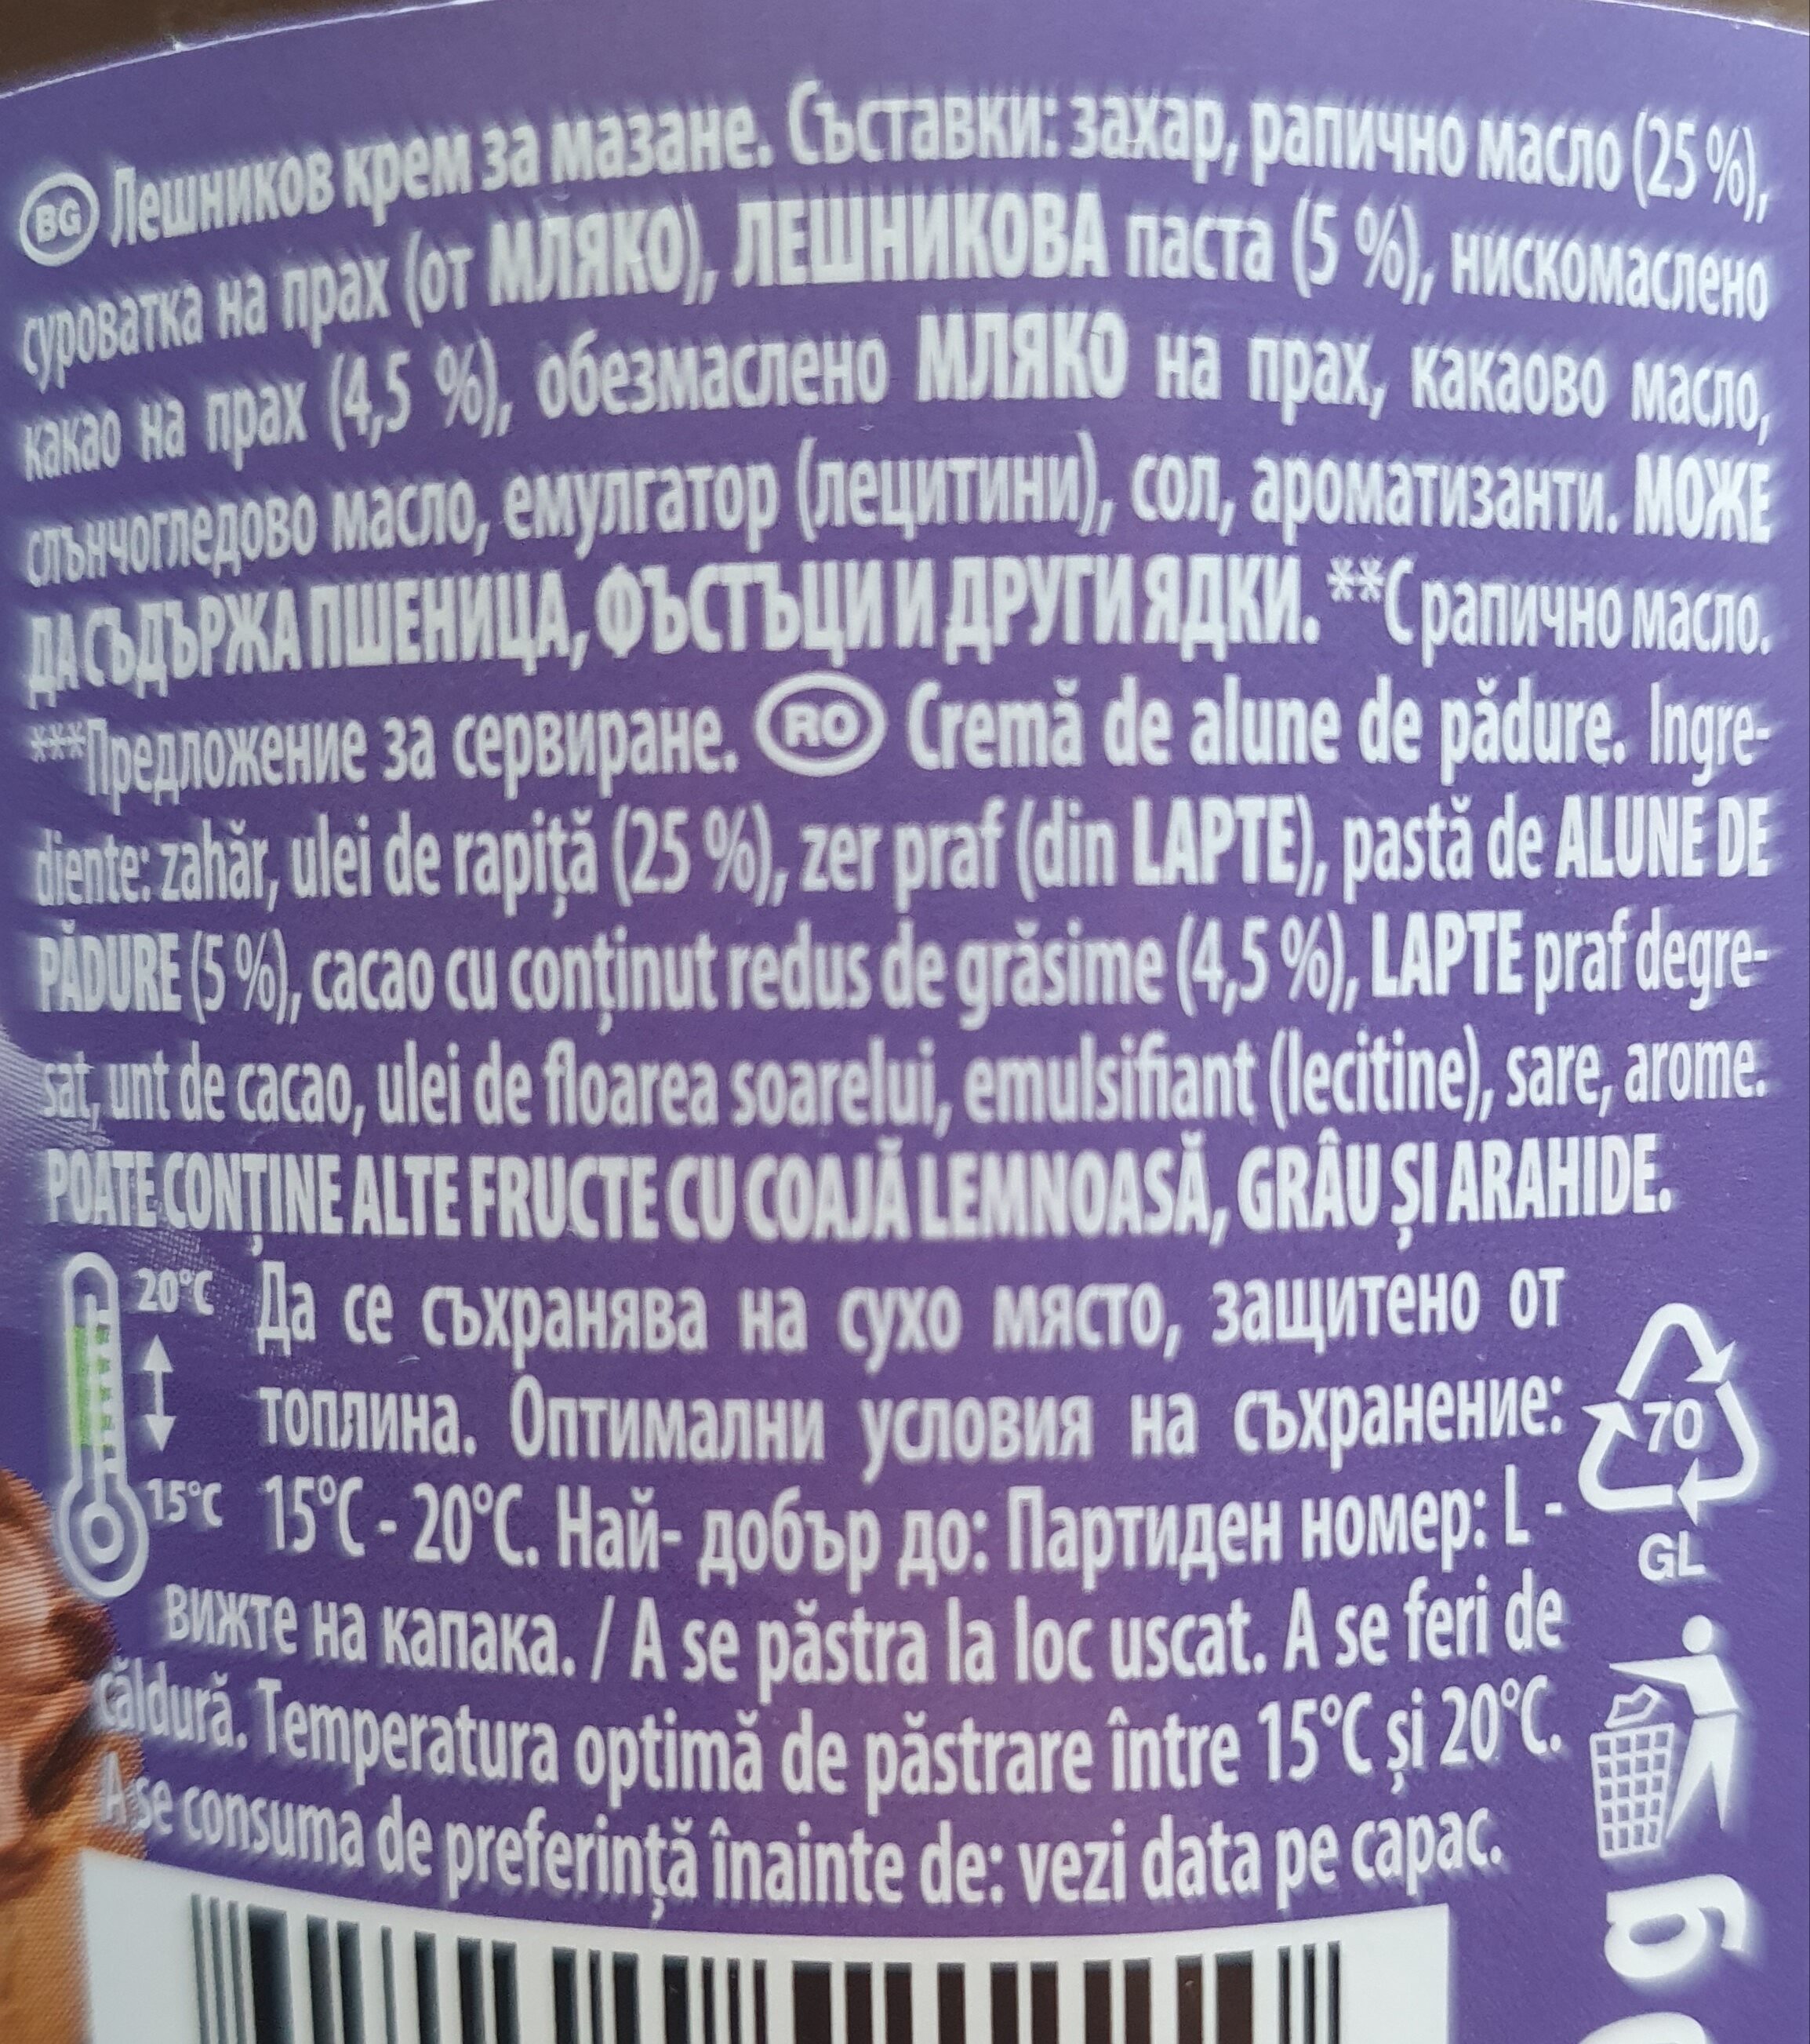 BG Лешников крем за мазане. Съставки: захар, рапично масло (25 %),
суроватка на прах (от МЛЯКО), ЛЕШНИКОВА паста (5 %), нискомаслено
какао на прах (4,5 %), обезмаслено МЛЯКО на прах, какаово масло,
слънчогледово масло, емулгатор (лецитини), сол, ароматизанти. МОЖЕ
ДА СЪДЪРЖА ПШЕНИЦА, ФЪСТЪЦИ И ДРУГИ ЯДКИ. **С рапично масло.
***Предложение за сервиране. RO Cremă de alune de pădure. Ingre-
diente: zahăr, ulei de rapiță (25 %), zer praf (din LAPTE), pastă de ALUNE DE
PĂDURE (5 %), cacao cu conținut redus de grăsime (4,5 %), LAPTE praf degre-
sat, unt de cacao, ulei de floarea soarelui, emulsifiant (lecitine), sare, arome.
POATE CONȚINE ALTE FRUCTE CU COAJĂ LEMNOASĂ, GRÂU ȘI ARAHIDE.
20°C Да се съхранява на сухо място, защитено от
топлина. Оптимални условия на съхранение:
70
15°C 15°C - 20°C. Най- добър до: Партиден номер: L -
GL
вижте на капака. / A se păstra la loc uscat. A se feri de
căldură. Temperatura optimă de păstrare între 15°C și 20°C.
A se consuma de preferință înainte de: vezi data pe capac.
g